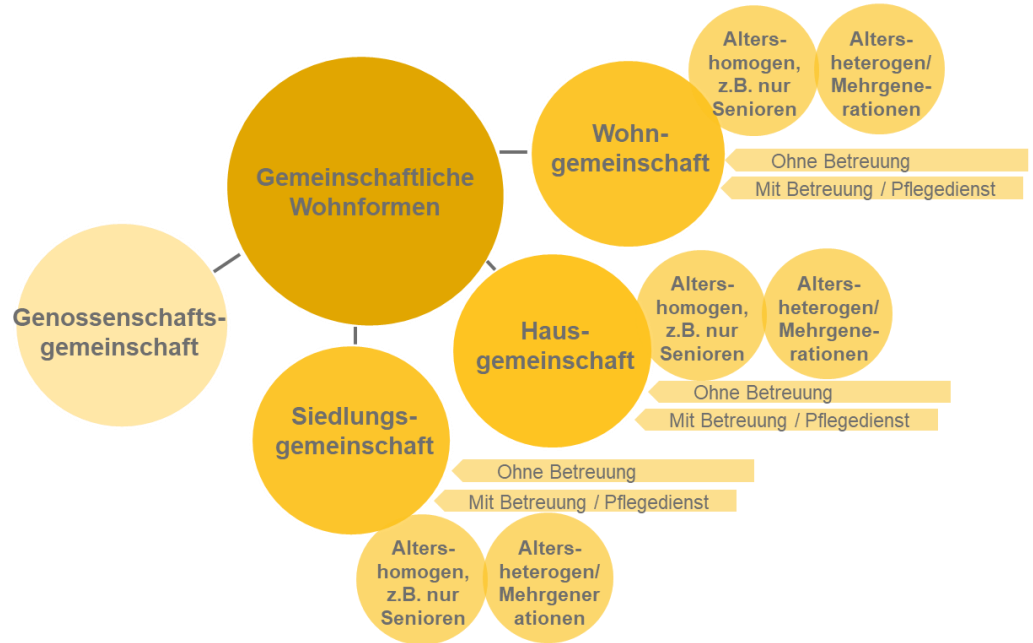 Gemeinschaftliche
Wohnformen
Wohn-
gemeinschaft
Alters-
homogen,
z.B. nur
Senioren
Alters-
heterogen/
Mehrgene-
rationen
Ohne Betreuung
Mit Betreuung / Pflegedienst
Haus-
gemeinschaft
Alters-
homogen,
z.B. nur
Senioren
Alters-
heterogen/
Mehrgene-
rationen
Ohne Betreuung
Mit Betreuung / Pflegedienst
Siedlungs-
gemeinschaft
Ohne Betreuung
Mit Betreuung / Pflegedienst
Alters-
homogen,
z.B. nur
Senioren
Alters-
heterogen/
Mehrgener
ationen
Genossenschafts-
gemeinschaft